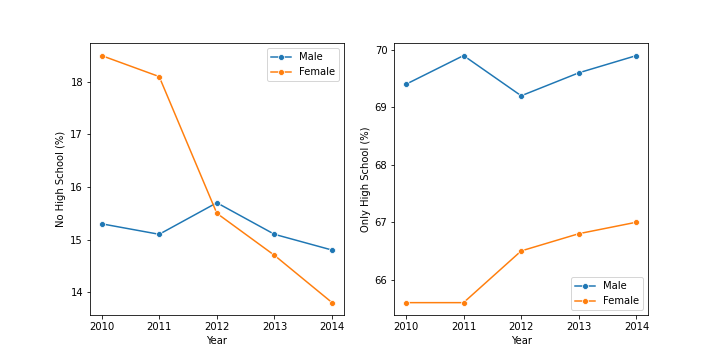 No High School (%)
18
17
16
15
14
Male
Female
2010
2011
2012
2013
2014
Year
Only High School (%)
70
69
68
67
66
Male
Female
2010
2011
2012
2013
2014
Year